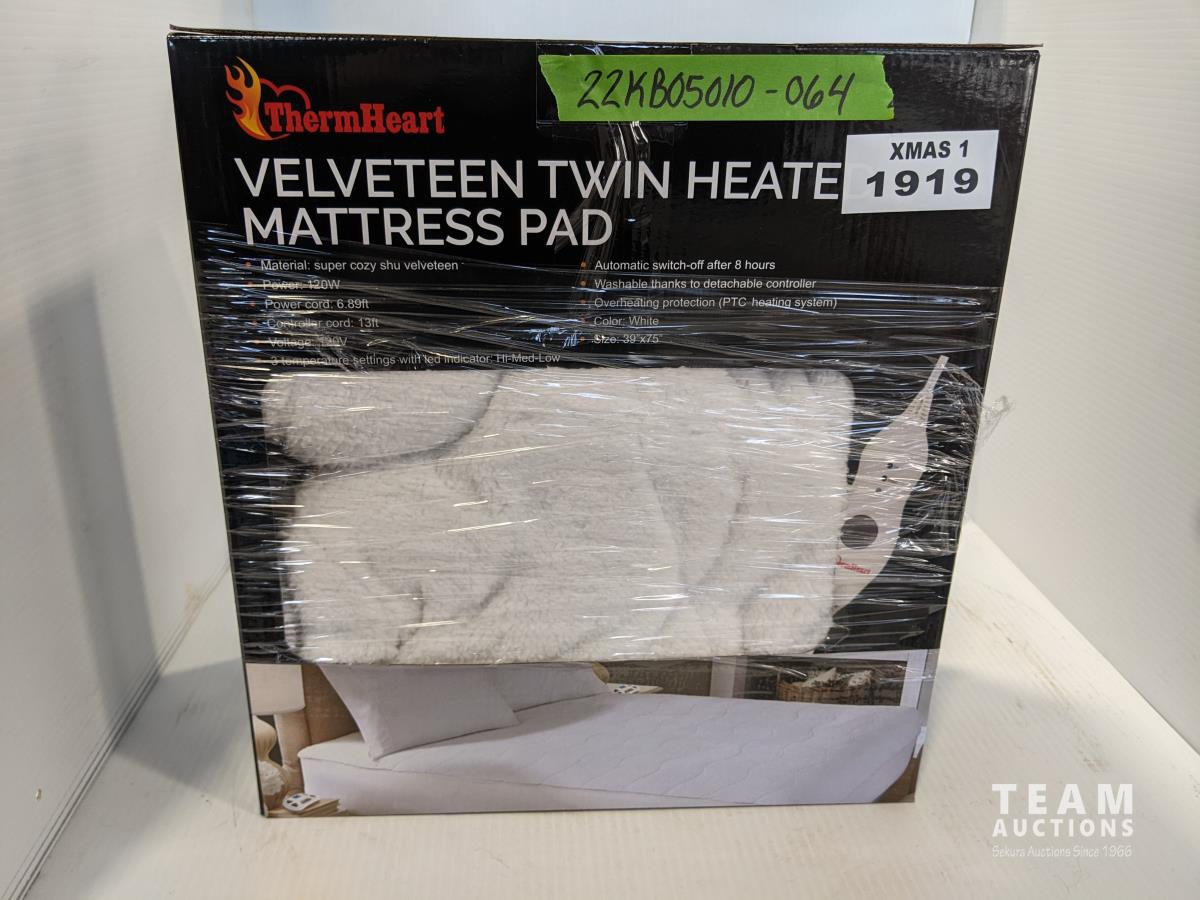 ThermHeart
22KB05010-064
XMAS 1
1919
VELVETEEN TWIN HEATE
MATTRESS PAD
Material: super cozy shu velveteen
Power: 120W
Power cord: 6.89ft
Controller cord: 13ft
Voltage: 120V
3 temperature settings with led indicator: Hi-Med-Low
Automatic switch-off after 8 hours
Washable thanks to detachable controller
Overheating protection (PTC heating system)
Color: White
Size: 39"x75"
ThermHeart
TEAM
AUCTIONS
Sekura Auctions Since 1966